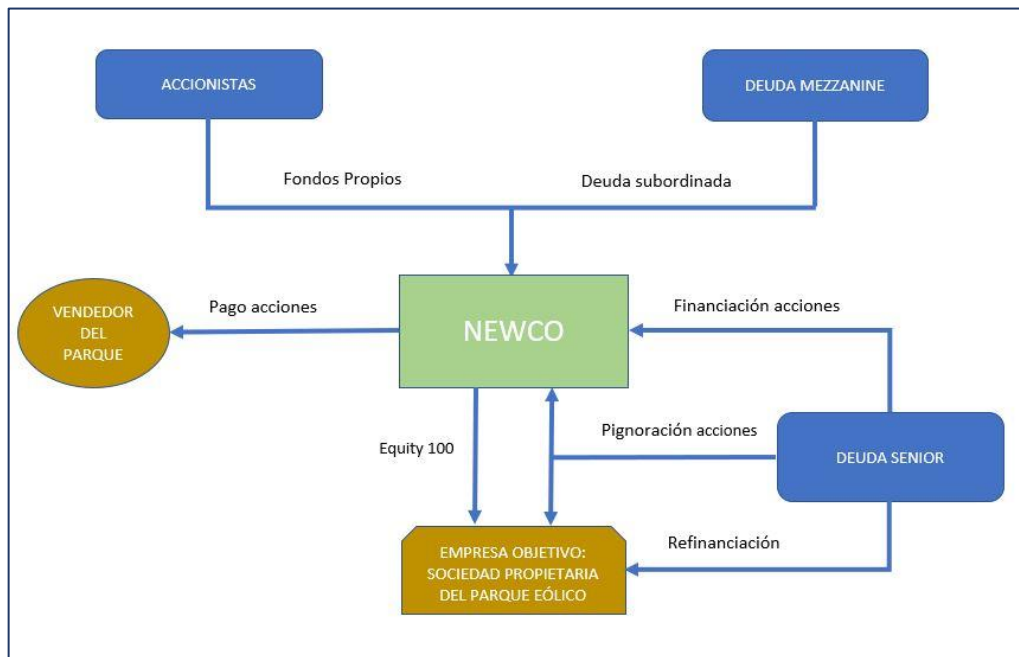 ACCIONISTAS
DEUDA MEZZANINE
Fondos Propios
Deuda subordinada
VENDEDOR
DEL
PARQUE
Pago acciones
NEWCO
Financiación acciones
Equity 100
Pignoración acciones
DEUDA SENIOR
EMPRESA OBJETIVO:
SOCIEDAD PROPIETARIA
DEL PARQUE EÓLICO
Refinanciación